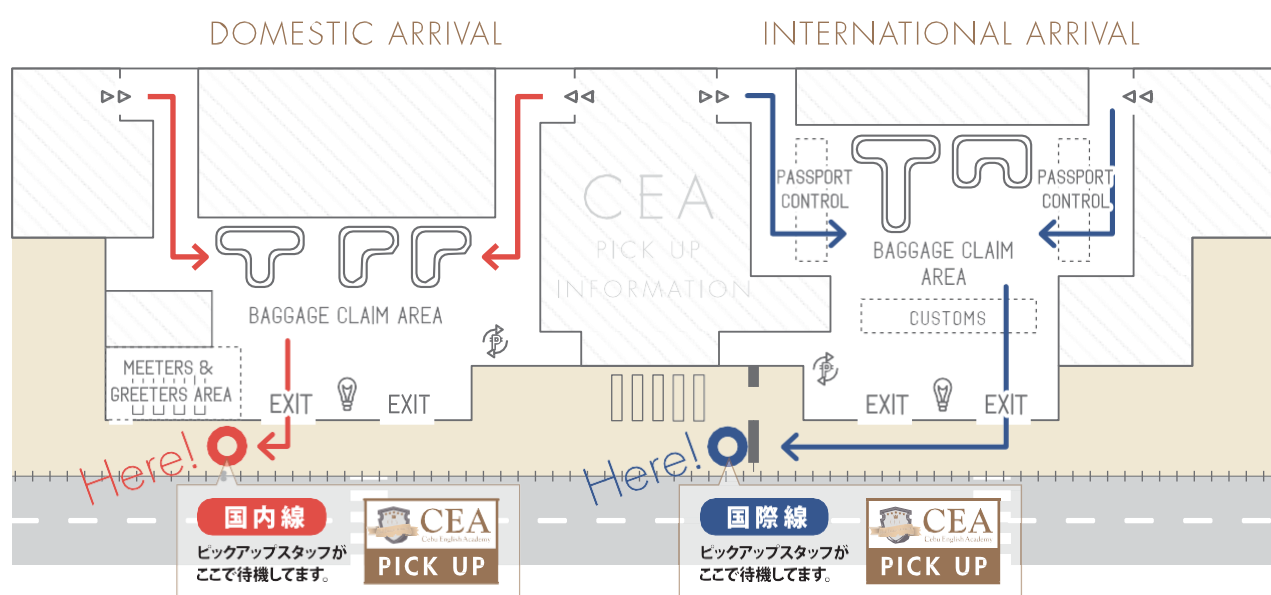 DOMESTIC ARRIVAL
INTERNATIONAL ARRIVAL
CEA
PICK UP
INFORMATION
PASSPORT
CONTROL
PASSPORT
CONTROL
BAGGAGE CLAIM
AREA
CUSTOMS
BAGGAGE CLAIM AREA
MEETERS &
GREETERS AREA
EXIT
EXIT
EXIT
EXIT
Here!
Here!
国内線
ピックアップスタッフが
ここで待機してます。
CEA
Cebu English Academy
PICK UP
国際線
ピックアップスタッフが
ここで待機してます。
CEA
Cebu English Academy
PICK UP